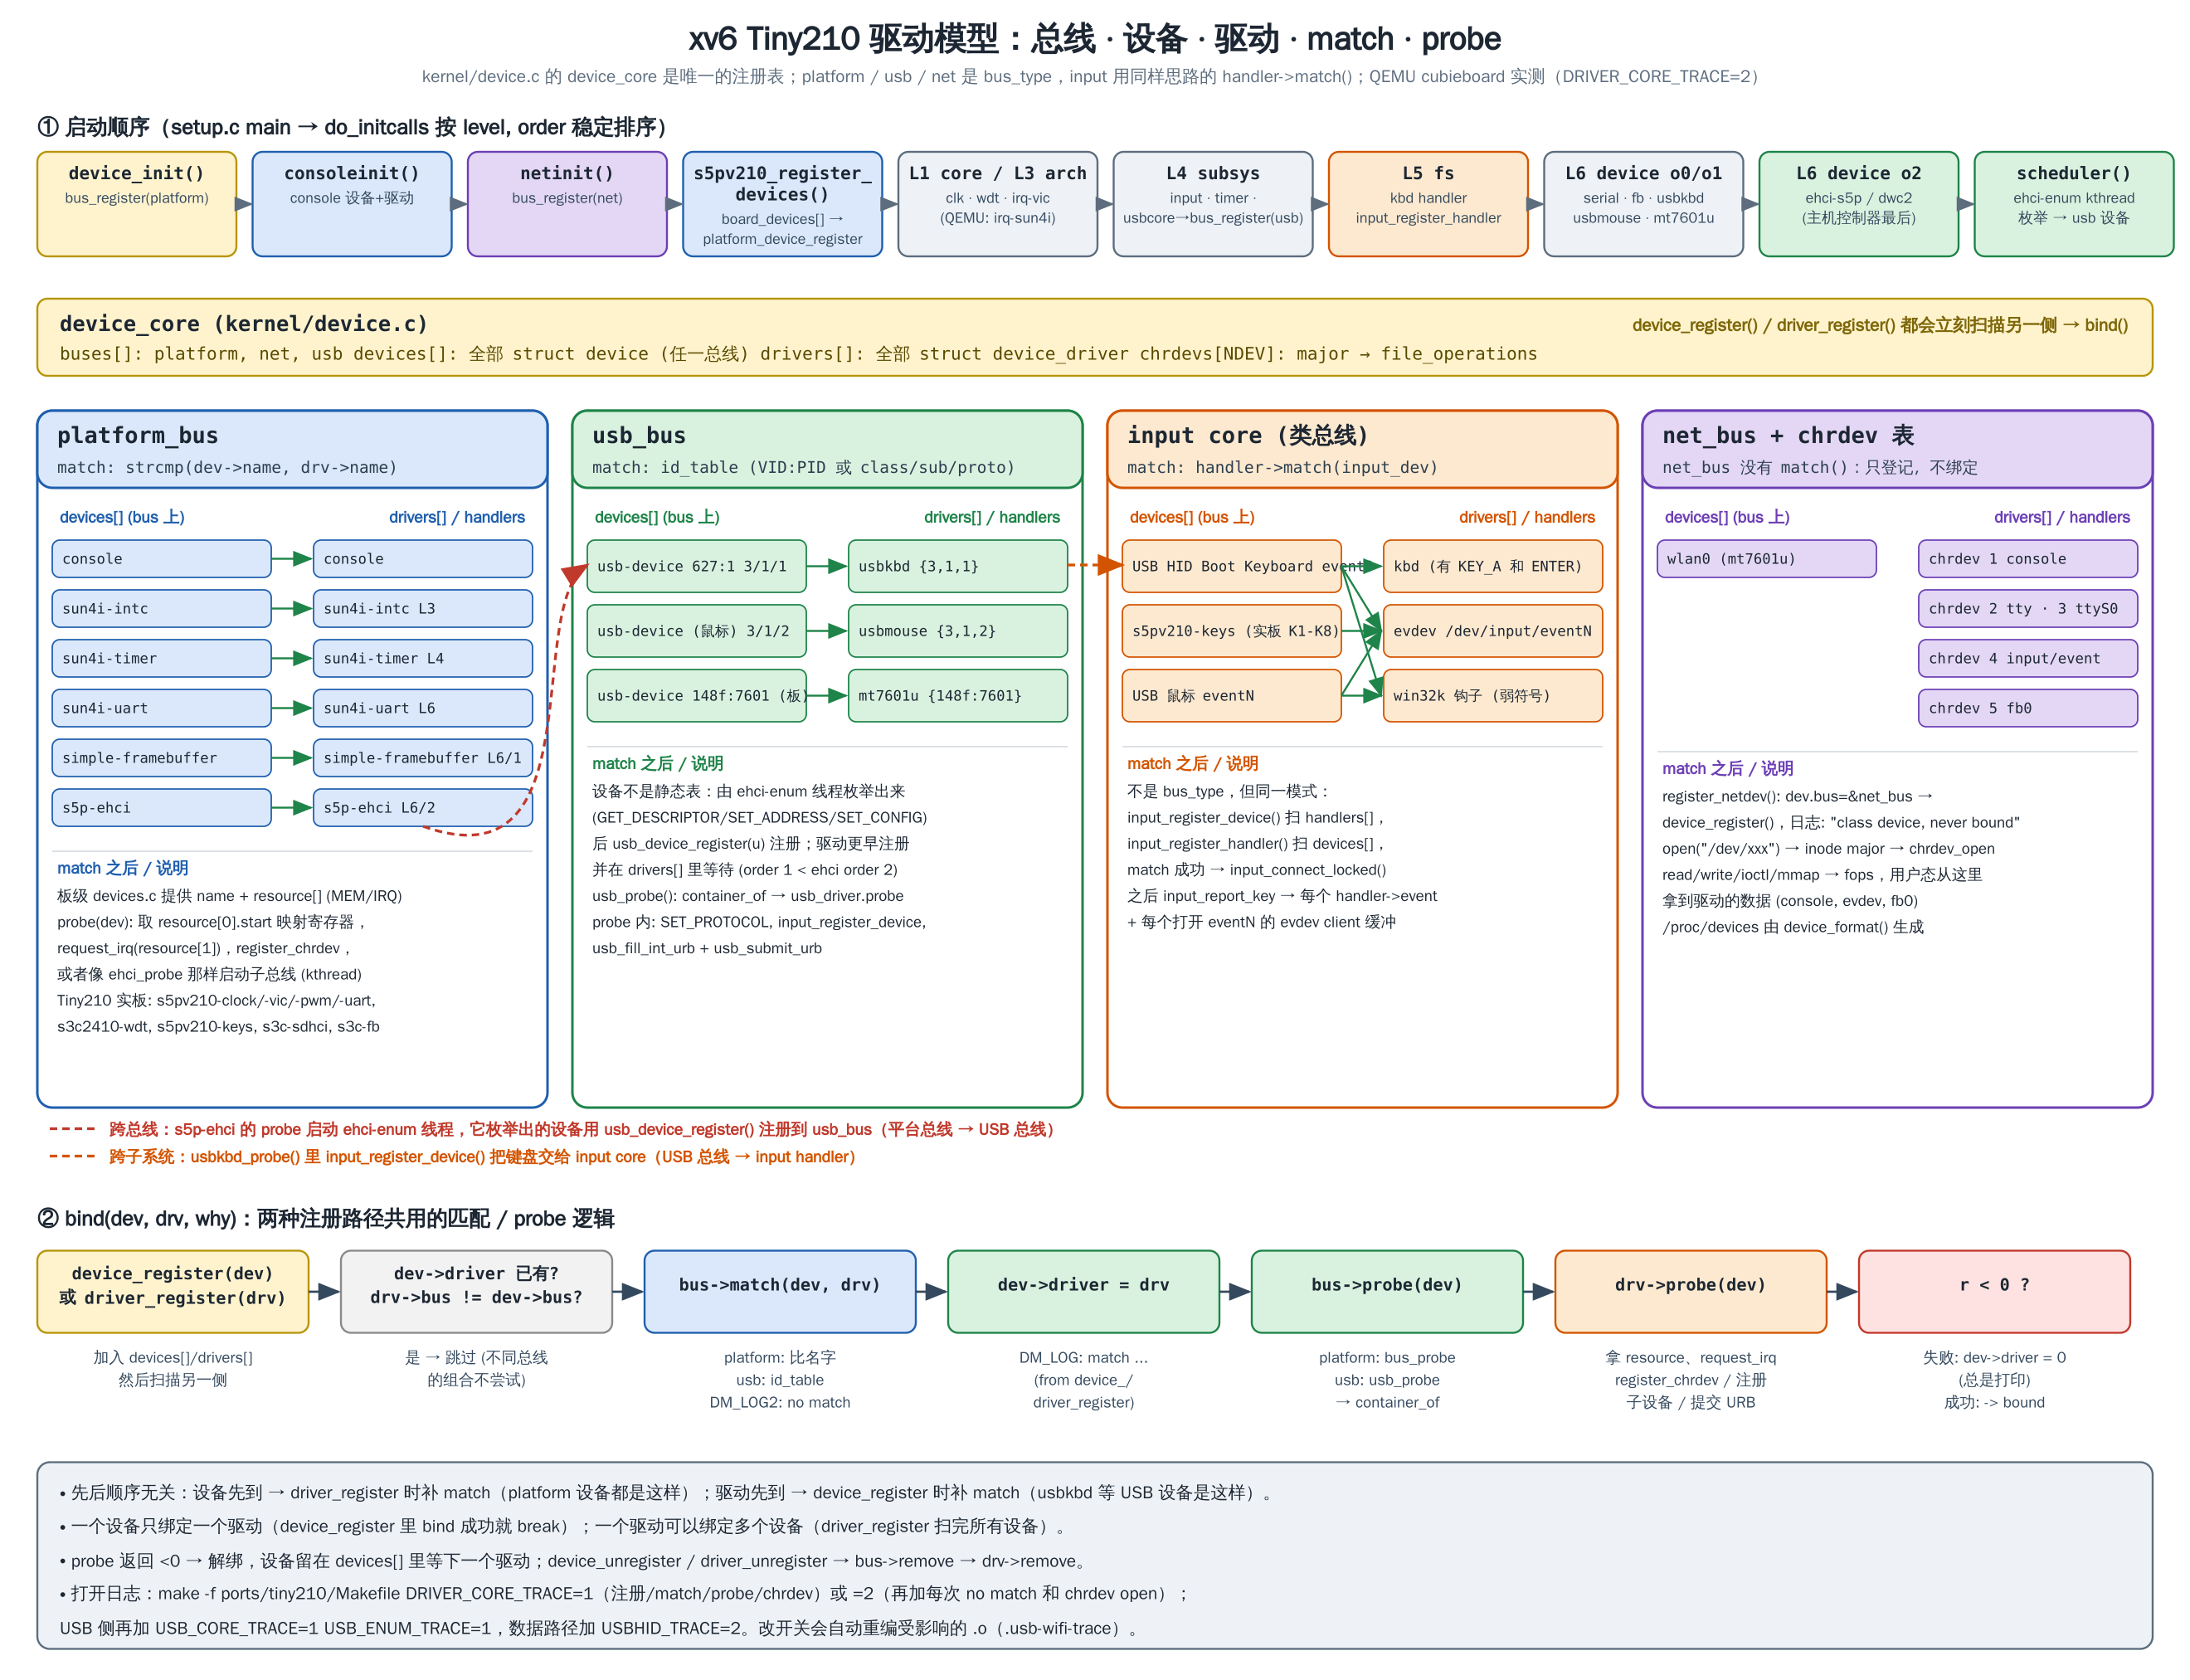 xv6 Tiny210 驱动模型：总线 · 设备 · 驱动 · match · probe
kernel/device.c 的 device_core 是唯一的注册表；platform / usb / net 是 bus_type，input 用同样思路的 handler->match()；QEMU cubieboard 实测（DRIVER_CORE_TRACE=2）
① 启动顺序（setup.c main → do_initcalls 按 level, order 稳定排序）
device_init()
bus_register(platform)
consoleinit()
console 设备+驱动
netinit()
bus_register(net)
s5pv210_register_
devices()
board_devices[] →
platform_device_register
L1 core / L3 arch
clk · wdt · irq-vic
(QEMU: irq-sun4i)
L4 subsys
input · timer ·
usbcore→bus_register(usb)
L5 fs
kbd handler
input_register_handler
L6 device o0/o1
serial · fb · usbkbd
usbmouse · mt7601u
L6 device o2
ehci-s5p / dwc2
(主机控制器最后)
scheduler()
ehci-enum kthread
枚举 → usb 设备
device_core (kernel/device.c)
device_register() / driver_register() 都会立刻扫描另一侧 → bind()
buses[]: platform, net, usb devices[]: 全部 struct device (任一总线) drivers[]: 全部 struct device_driver chrdevs[NDEV]: major → file_operations
platform_bus
match: strcmp(dev->name, drv->name)
devices[] (bus 上)
drivers[] / handlers
console
console
sun4i-intc
sun4i-intc L3
sun4i-timer
sun4i-timer L4
sun4i-uart
sun4i-uart L6
simple-framebuffer
simple-framebuffer L6/1
s5p-ehci
s5p-ehci L6/2
match 之后 / 说明
板级 devices.c 提供 name + resource[] (MEM/IRQ)
probe(dev): 取 resource[0].start 映射寄存器，
request_irq(resource[1])，register_chrdev，
或者像 ehci_probe 那样启动子总线 (kthread)
Tiny210 实板: s5pv210-clock/-vic/-pwm/-uart,
s3c2410-wdt, s5pv210-keys, s3c-sdhci, s3c-fb
usb_bus
match: id_table (VID:PID 或 class/sub/proto)
devices[] (bus 上)
drivers[] / handlers
usb-device 627:1 3/1/1
usbkbd {3,1,1}
usb-device (鼠标) 3/1/2
usbmouse {3,1,2}
usb-device 148f:7601 (板)
mt7601u {148f:7601}
match 之后 / 说明
设备不是静态表：由 ehci-enum 线程枚举出来
(GET_DESCRIPTOR/SET_ADDRESS/SET_CONFIG)
后 usb_device_register(u) 注册；驱动更早注册
并在 drivers[] 里等待 (order 1 < ehci order 2)
usb_probe(): container_of → usb_driver.probe
probe 内: SET_PROTOCOL, input_register_device,
usb_fill_int_urb + usb_submit_urb
input core (类总线)
match: handler->match(input_dev)
devices[] (bus 上)
drivers[] / handlers
USB HID Boot Keyboard event
kbd (有 KEY_A 和 ENTER)
s5pv210-keys (实板 K1-K8)
evdev /dev/input/eventN
USB 鼠标 eventN
win32k 钩子 (弱符号)
match 之后 / 说明
不是 bus_type，但同一模式：
input_register_device() 扫 handlers[]，
input_register_handler() 扫 devices[]，
match 成功 → input_connect_locked()
之后 input_report_key → 每个 handler->event
+ 每个打开 eventN 的 evdev client 缓冲
net_bus + chrdev 表
net_bus 没有 match()：只登记, 不绑定
devices[] (bus 上)
drivers[] / handlers
wlan0 (mt7601u)
chrdev 1 console
chrdev 2 tty · 3 ttyS0
chrdev 4 input/event
chrdev 5 fb0
match 之后 / 说明
register_netdev(): dev.bus=&net_bus →
device_register()，日志: "class device, never bound"
open("/dev/xxx") → inode major → chrdev_open
read/write/ioctl/mmap → fops，用户态从这里
拿到驱动的数据 (console, evdev, fb0)
/proc/devices 由 device_format() 生成
跨总线：s5p-ehci 的 probe 启动 ehci-enum 线程，它枚举出的设备用 usb_device_register() 注册到 usb_bus（平台总线 → USB 总线）
跨子系统：usbkbd_probe() 里 input_register_device() 把键盘交给 input core（USB 总线 → input handler）
② bind(dev, drv, why)：两种注册路径共用的匹配 / probe 逻辑
device_register(dev)
或 driver_register(drv)
加入 devices[]/drivers[]
然后扫描另一侧
dev->driver 已有?
drv->bus != dev->bus?
是 → 跳过 (不同总线
的组合不尝试)
bus->match(dev, drv)
platform: 比名字
usb: id_table
DM_LOG2: no match
dev->driver = drv
DM_LOG: match ...
(from device_/
driver_register)
bus->probe(dev)
platform: bus_probe
usb: usb_probe
→ container_of
drv->probe(dev)
拿 resource、request_irq
register_chrdev / 注册
子设备 / 提交 URB
r < 0 ?
失败: dev->driver = 0
(总是打印)
成功: -> bound
• 先后顺序无关：设备先到 → driver_register 时补 match（platform 设备都是这样）；驱动先到 → device_register 时补 match（usbkbd 等 USB 设备是这样）。
• 一个设备只绑定一个驱动（device_register 里 bind 成功就 break）；一个驱动可以绑定多个设备（driver_register 扫完所有设备）。
• probe 返回 <0 → 解绑，设备留在 devices[] 里等下一个驱动；device_unregister / driver_unregister → bus->remove → drv->remove。
• 打开日志：make -f ports/tiny210/Makefile DRIVER_CORE_TRACE=1（注册/match/probe/chrdev）或 =2（再加每次 no match 和 chrdev open）；
USB 侧再加 USB_CORE_TRACE=1 USB_ENUM_TRACE=1，数据路径加 USBHID_TRACE=2。改开关会自动重编受影响的 .o（.usb-wifi-trace）。